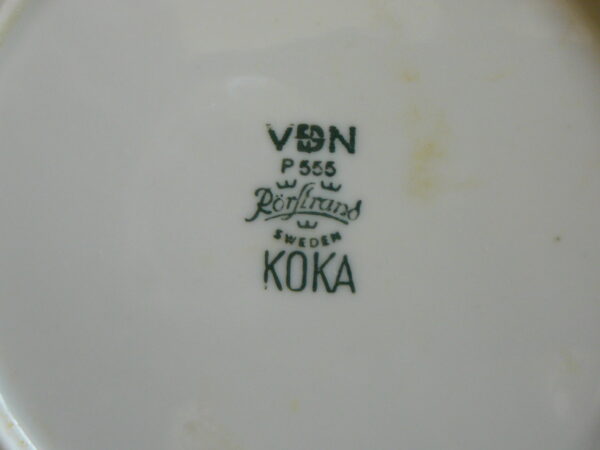 VDN
P 555
Rörstrand
SWEDEN
KOKA